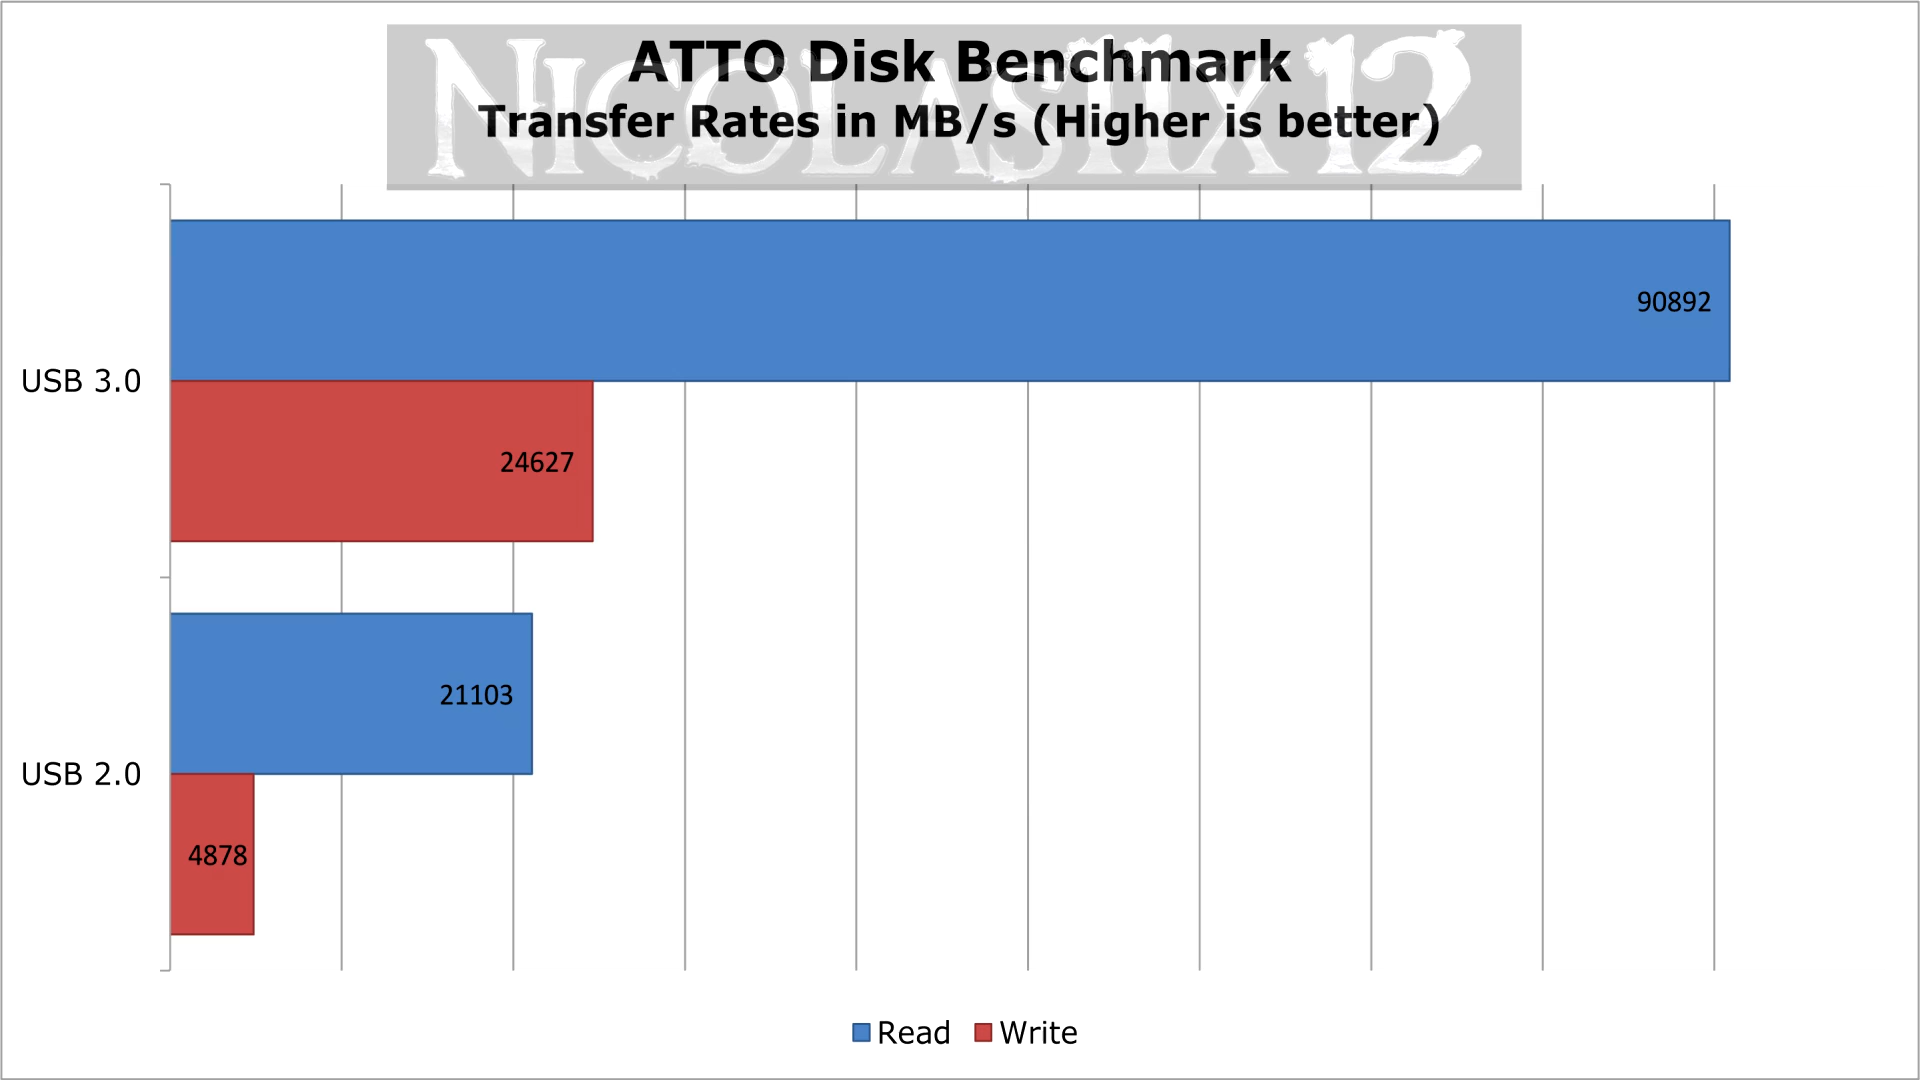 NICOLAS11X12
ATTO Disk Benchmark
Transfer Rates in MB/s (Higher is better)
90892
USB 3.0
24627
21103
USB 2.0
4878
Read Write